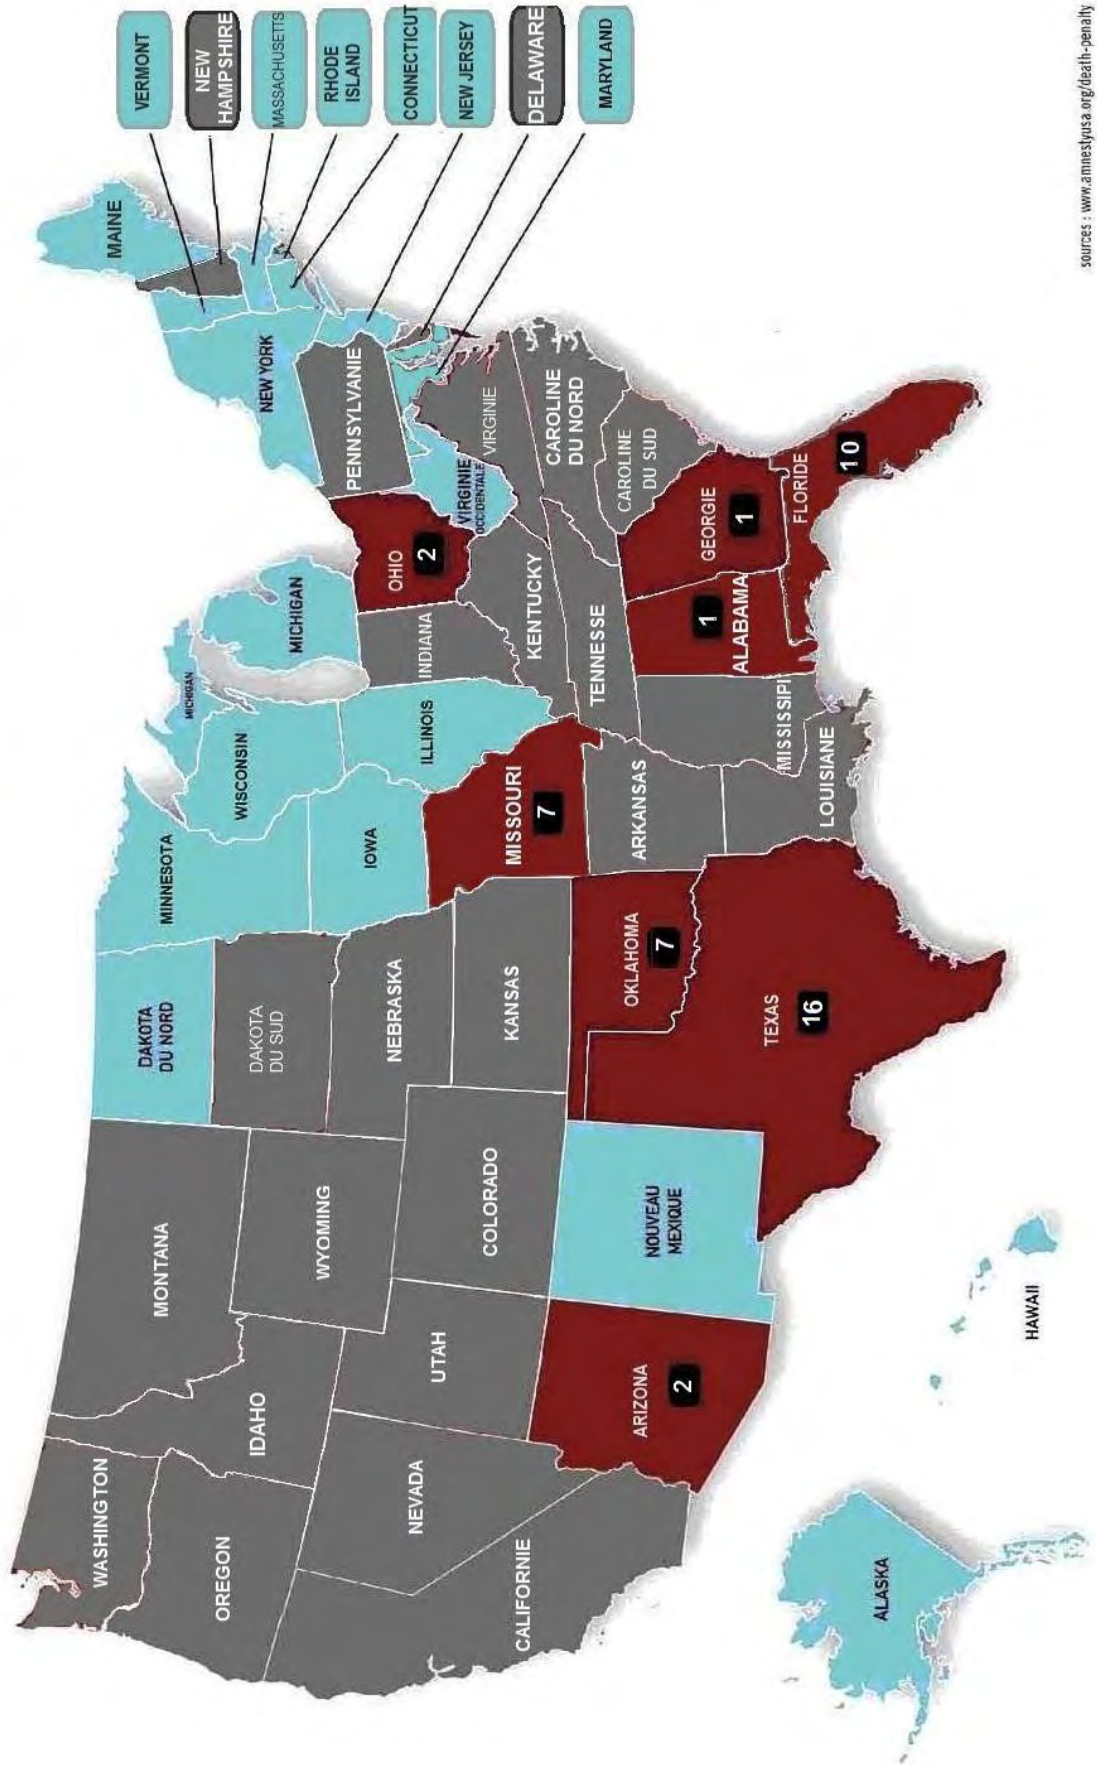 WASHINGTON
OREGON
CALIFORNIE
NEVADA
IDAHO
MONTANA
WYOMING
UTAH
COLORADO
ARIZONA
2
NOUVEAU
MEXIQUE
DAKOTA
DU NORD
DAKOTA
DU SUD
NEBRASKA
KANSAS
OKLAHOMA
7
TEXAS
16
MINNESOTA
IOWA
MISSOURI
7
ARKANSAS
LOUISIANE
WISCONSIN
ILLINOIS
MICHIGAN
MICHIGAN
INDIANA
OHIO
2
KENTUCKY
TENNESSE
MISSISSIPI
1
ALABAMA
GEORGIE
1
FLORIDE
10
CAROLINE
DU SUD
CAROLINE
DU NORD
VIRGINIE
VIRGINIE
OCCIDENTALE
PENNSYLVANIE
NEW YORK
MAINE
VERMONT
NEW
HAMPSHIRE
MASSACHUSETTS
RHODE
ISLAND
CONNECTICUT
NEW JERSEY
DELAWARE
MARYLAND
ALASKA
HAWAII
sources : www.amnestyusa.org/death-penalty